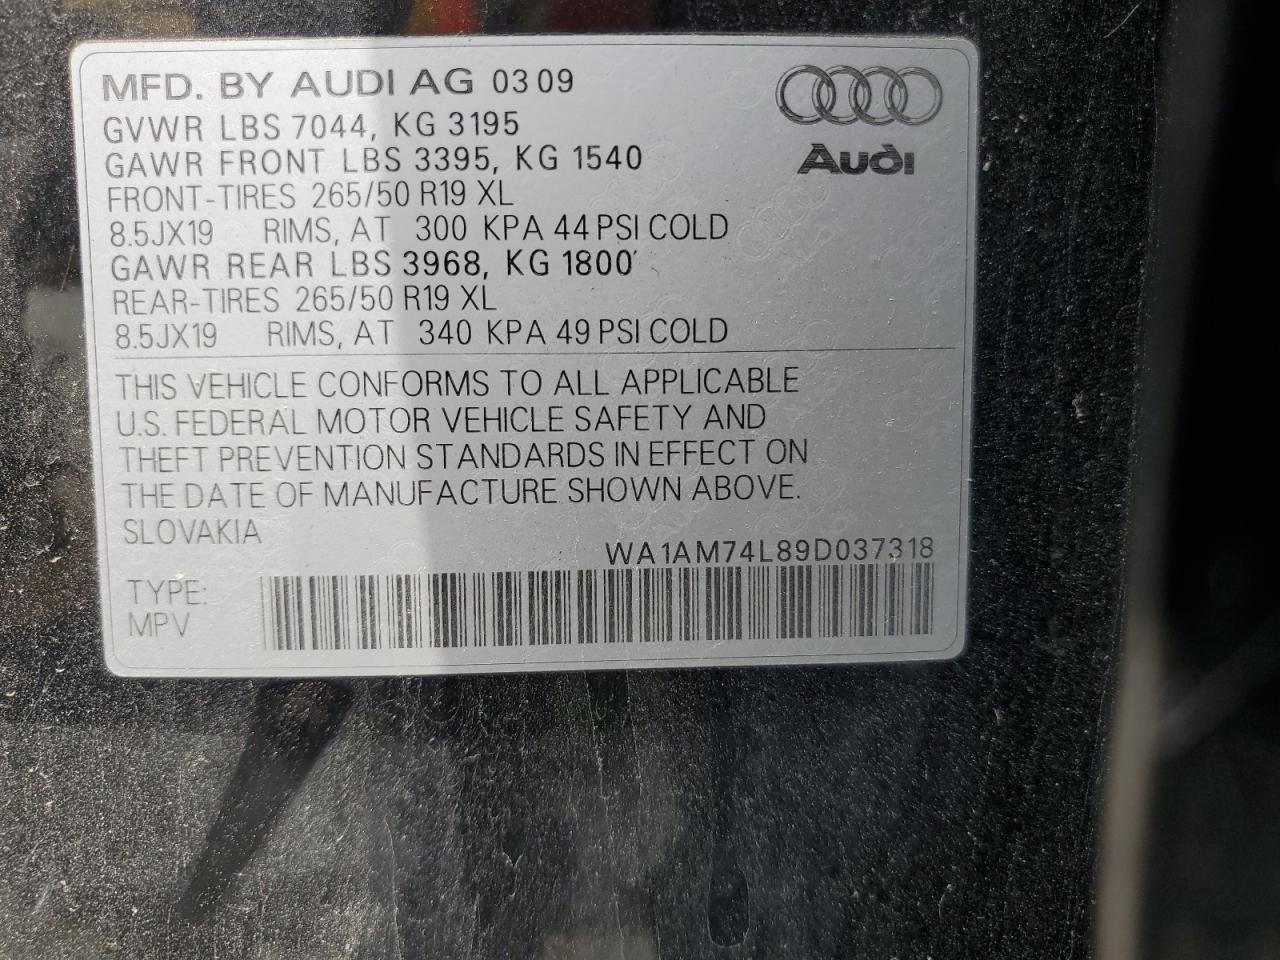 MFD. BY AUDI AG 03 09
GVWR LBS 7044, KG 3195
GAWR FRONT LBS 3395, KG 1540
FRONT-TIRES 265/50 R19 XL
8.5JX19 RIMS, AT 300 KPA 44 PSI COLD
GAWR REAR LBS 3968, KG 1800
REAR-TIRES 265/50 R19 XL
8.5JX19 RIMS, AT 340 KPA 49 PSI COLD
Audi
THIS VEHICLE CONFORMS TO ALL APPLICABLE
U.S. FEDERAL MOTOR VEHICLE SAFETY AND
THEFT PREVENTION STANDARDS IN EFFECT ON
THE DATE OF MANUFACTURE SHOWN ABOVE.
SLOVAKIA
WA1AM74L89D037318
TYPE:
MPV